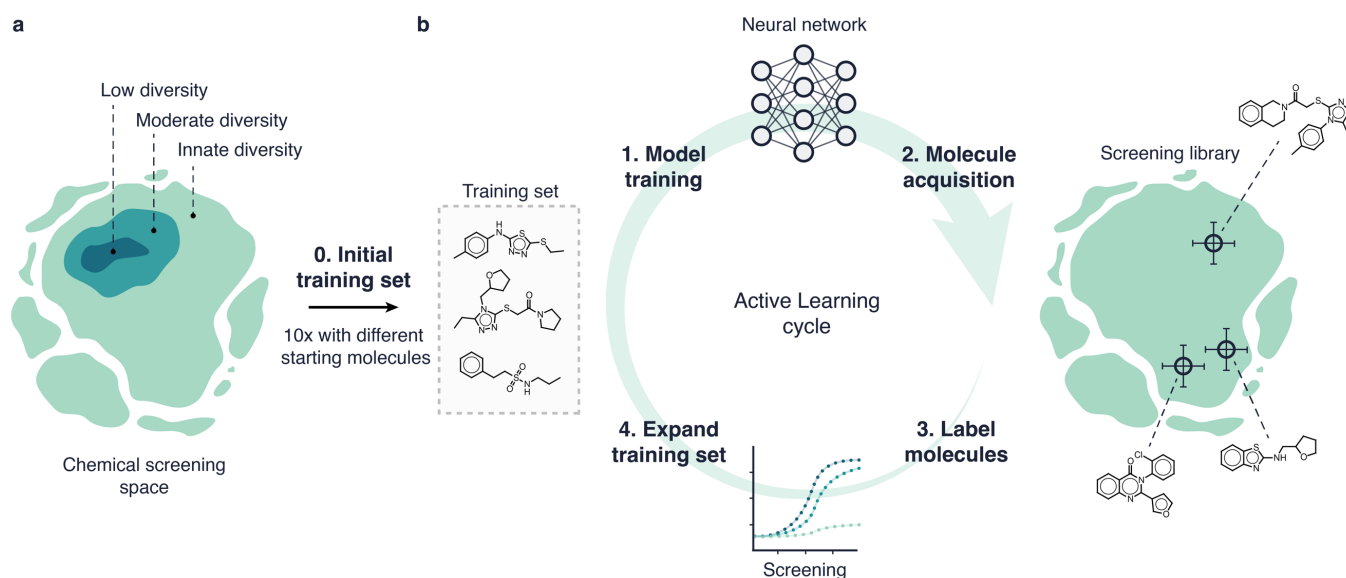 a
Low diversity
Moderate diversity
Innate diversity
Chemical screening
space
0. Initial
training set
10x with different
starting molecules
b
Training set
H
N
S
S
N
N
O
N
S
O
N
N
N
O
S
O
N
H
Neural network
1. Model
training
2. Molecule
acquisition
Active Learning
cycle
4. Expand
training set
3. Label
molecules
Screening
Screening library
O
N
S
N
N
Cl
O
N
N
O
S
N
NH
O